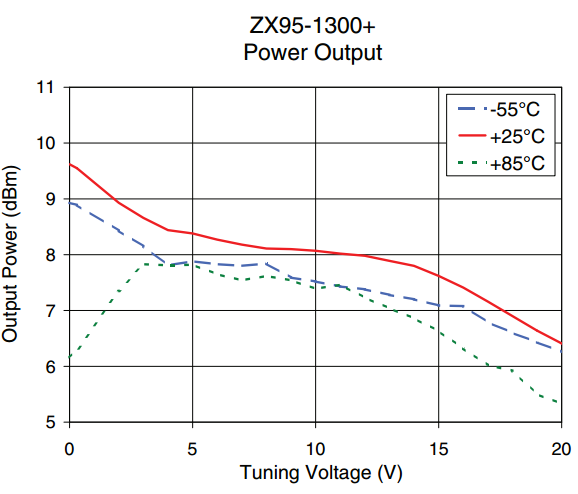 ZX95-1300+
Power Output
-55°C
+25°C
+85°C
Output Power (dBm)
11
10
9
8
7
6
5
0 5 10 15 20
Tuning Voltage (V)